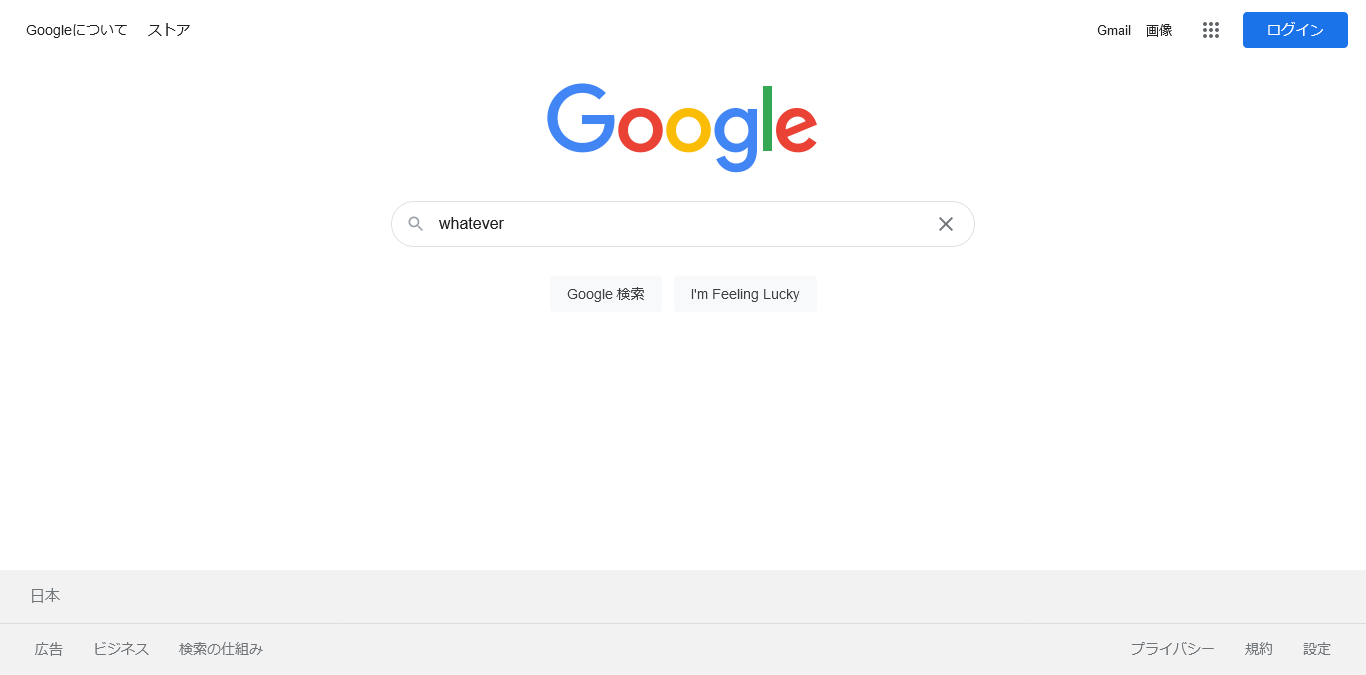 Googleについて ストア Gmail 画像 ログイン
Google
whatever
Google 検索 I'm Feeling Lucky
日本
広告 ビジネス 検索の仕組み プライバシー 規約 設定